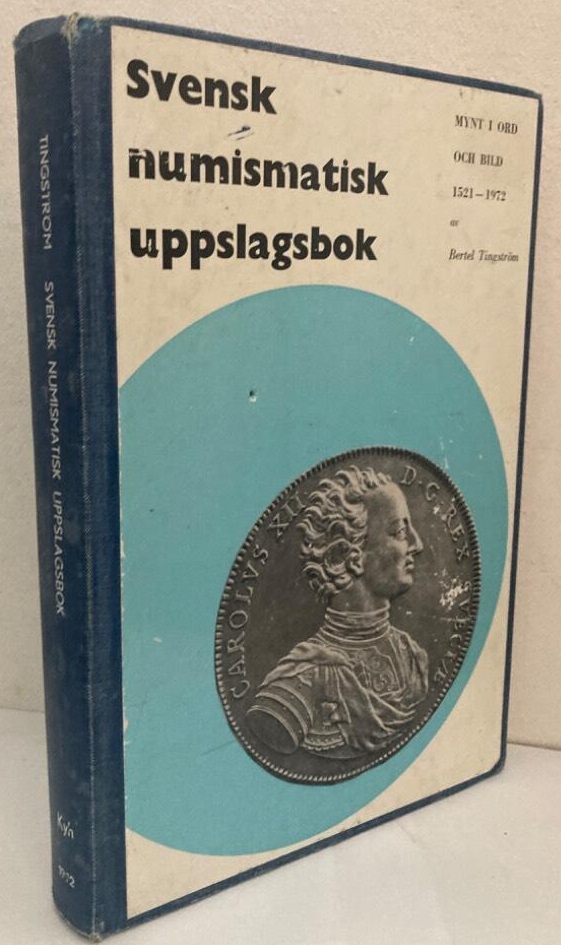 Svensk
numismatisk
uppslagsbok
MYNT I ORD
OCH BILD
1521–1972
av
Bertel Tingström
CAROLVS XII D·G·REX SVECIÆ
TINGSTRÖM SVENSK NUMISMATISK UPPSLAGSBOK
1972